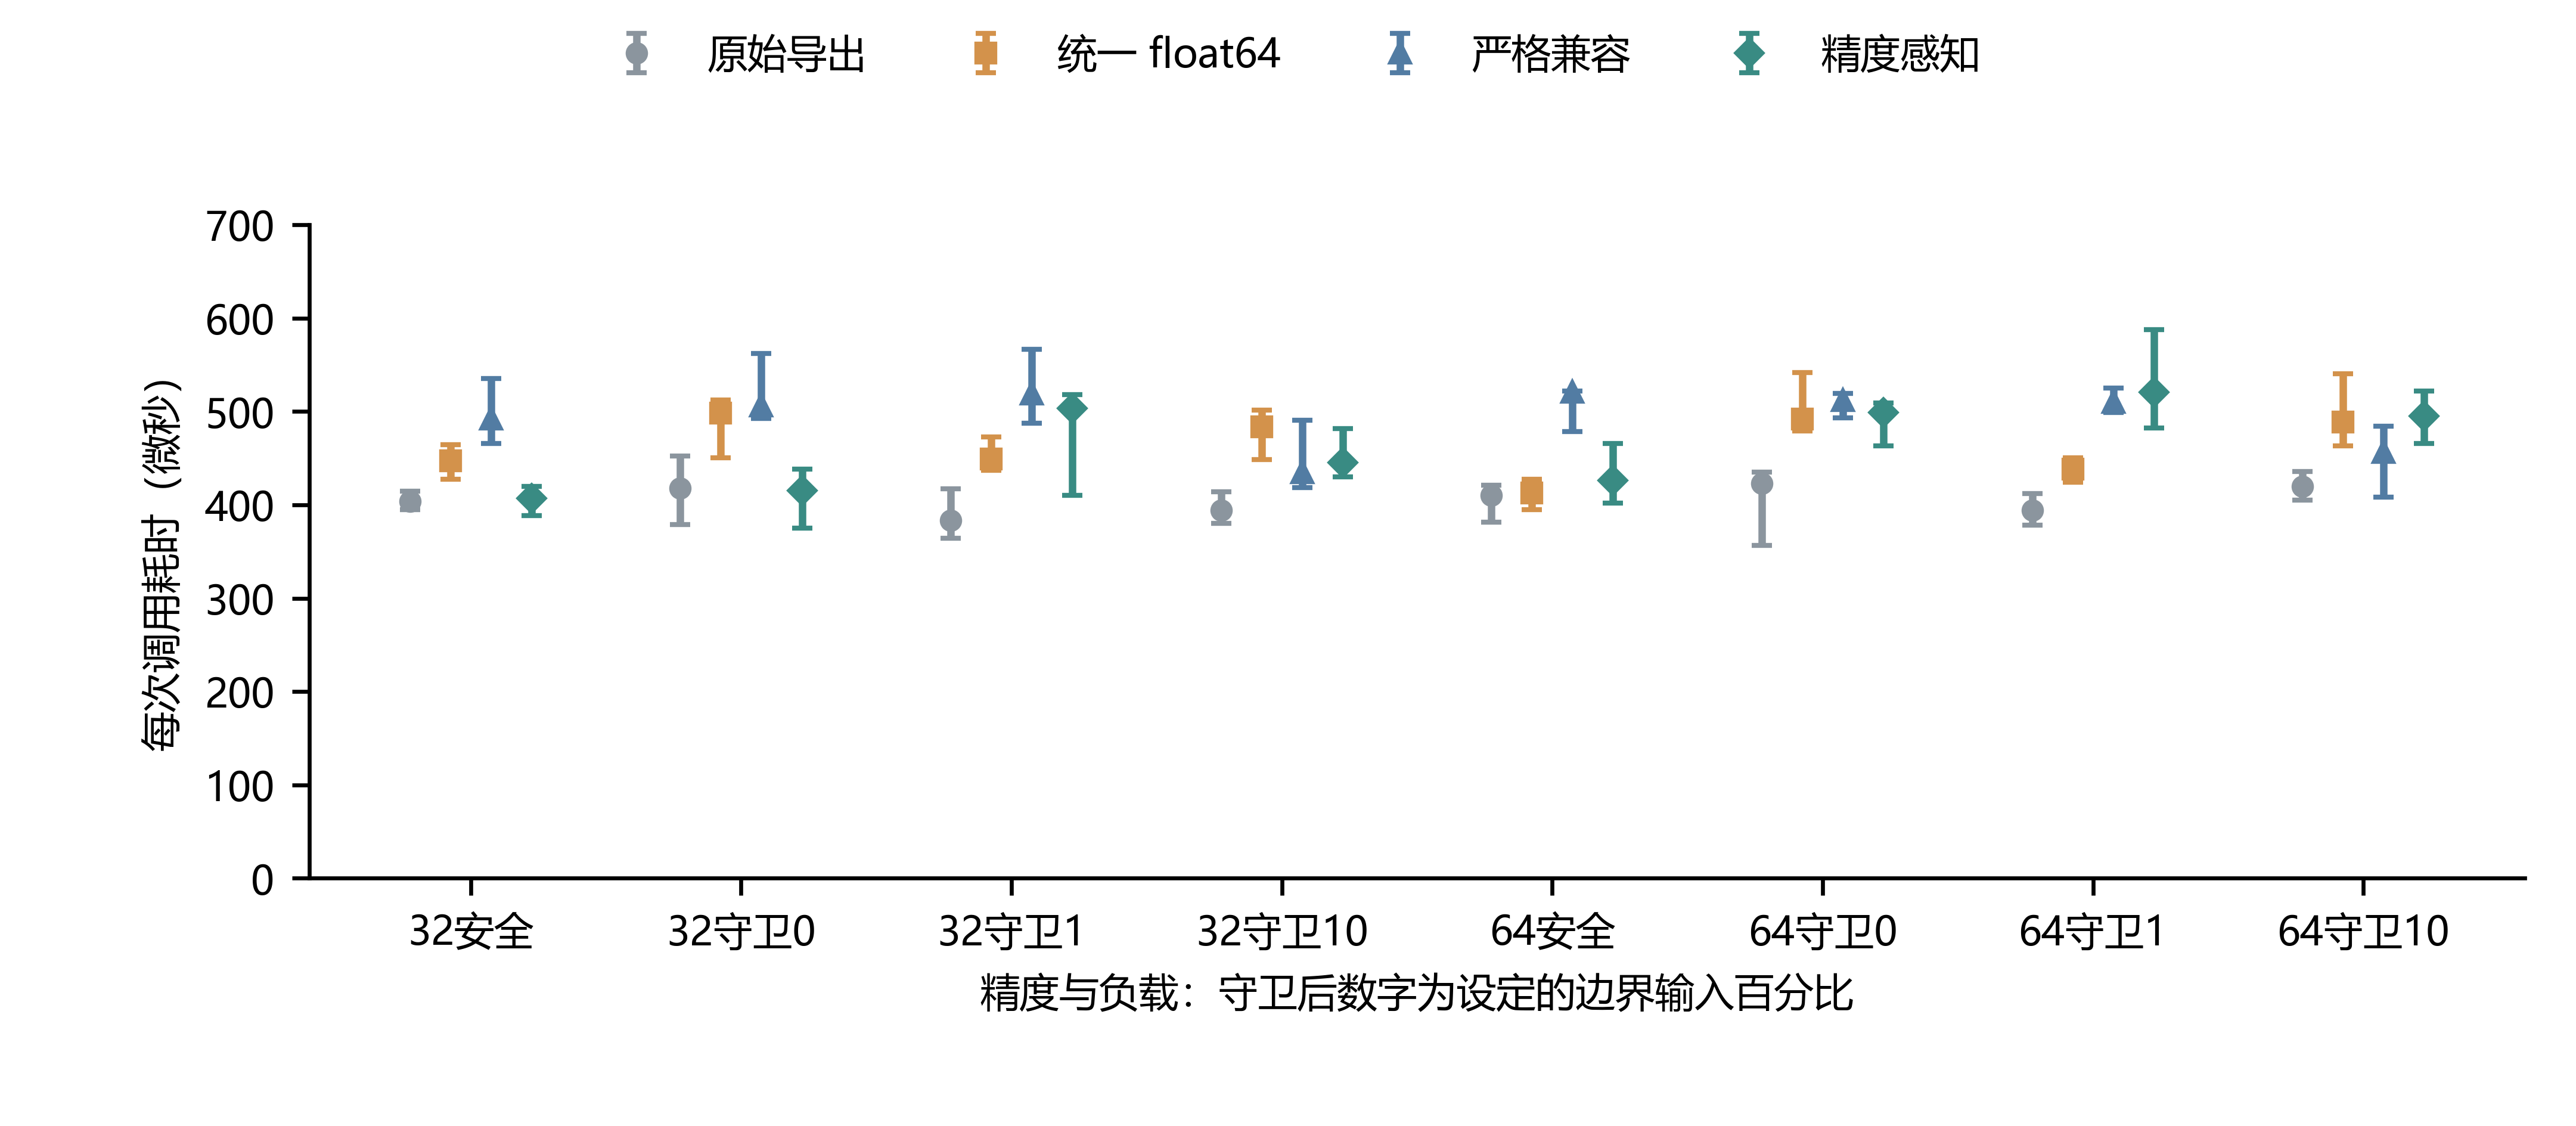 原始导出
统一 float64
严格兼容
精度感知
每次调用耗时（微秒）
700
600
500
400
300
200
100
0
32安全
32守卫0
32守卫1
32守卫10
64安全
64守卫0
64守卫1
64守卫10
精度与负载：守卫后数字为设定的边界输入百分比